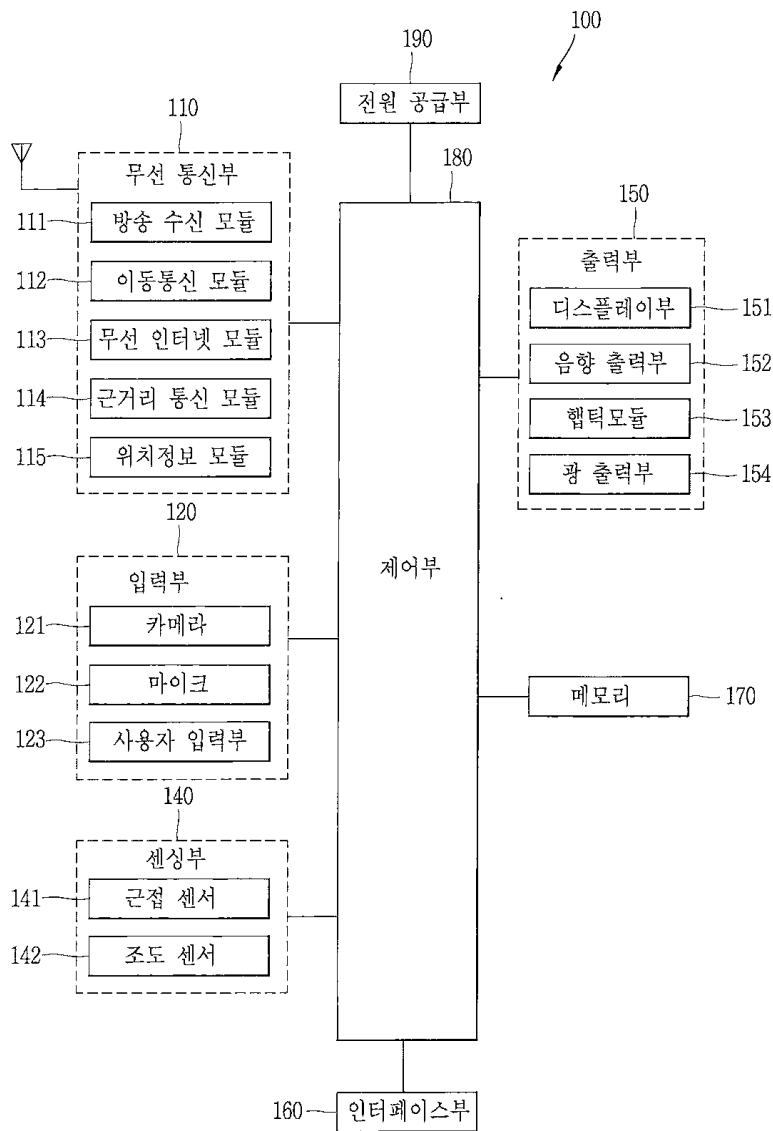 100
190
전원 공급부
110
무선 통신부
111 방송 수신 모듈
112 이동통신 모듈
113 무선 인터넷 모듈
114 근거리 통신 모듈
115 위치정보 모듈
120
입력부
121 카메라
122 마이크
123 사용자 입력부
140
센싱부
141 근접 센서
142 조도 센서
180
제어부
150
출력부
디스플레이부 151
음향 출력부 152
햅틱모듈 153
광 출력부 154
메모리 170
160 인터페이스부